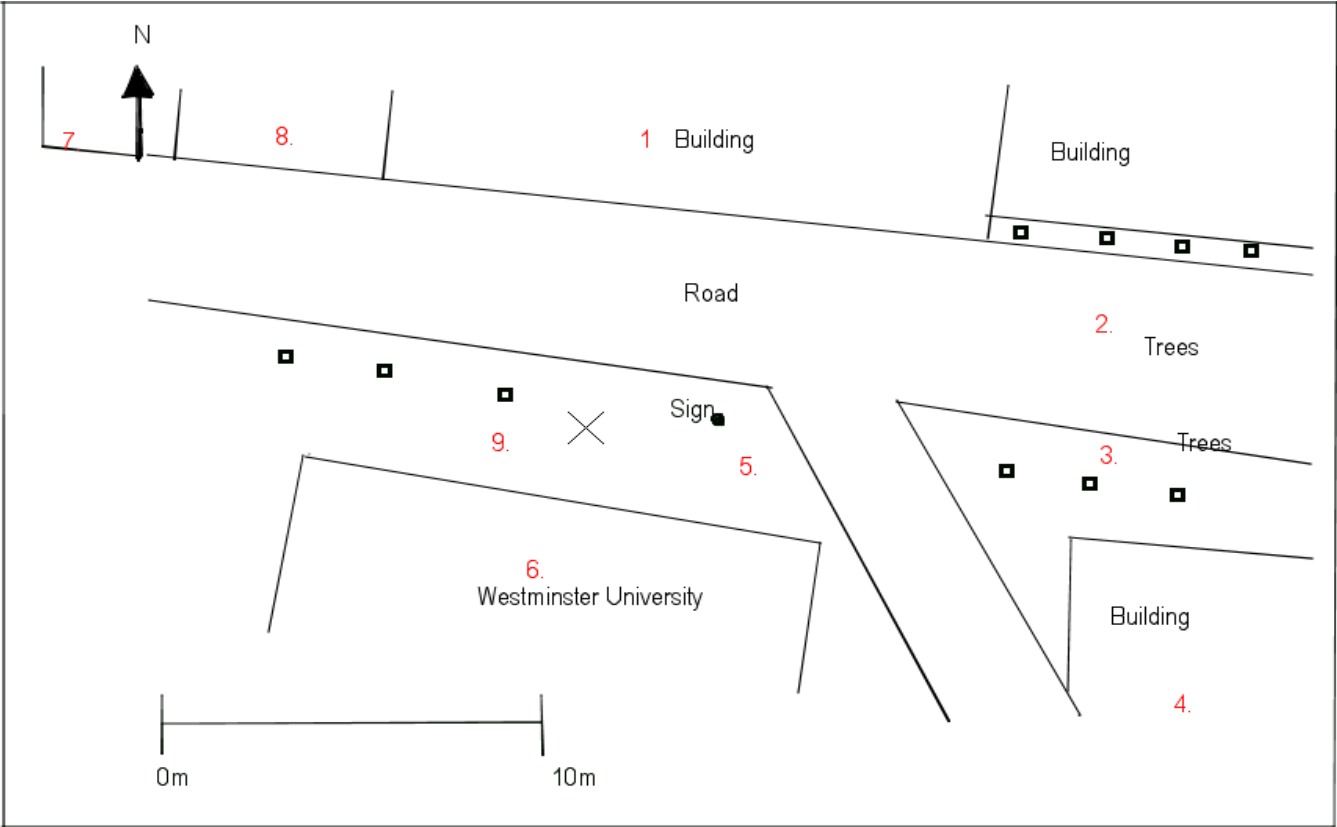 N
7
8.
1 Building
Building
Road
2.
Trees
Sign
9.
5.
Trees
3.
6.
Westminster University
Building
4.
0m
10m